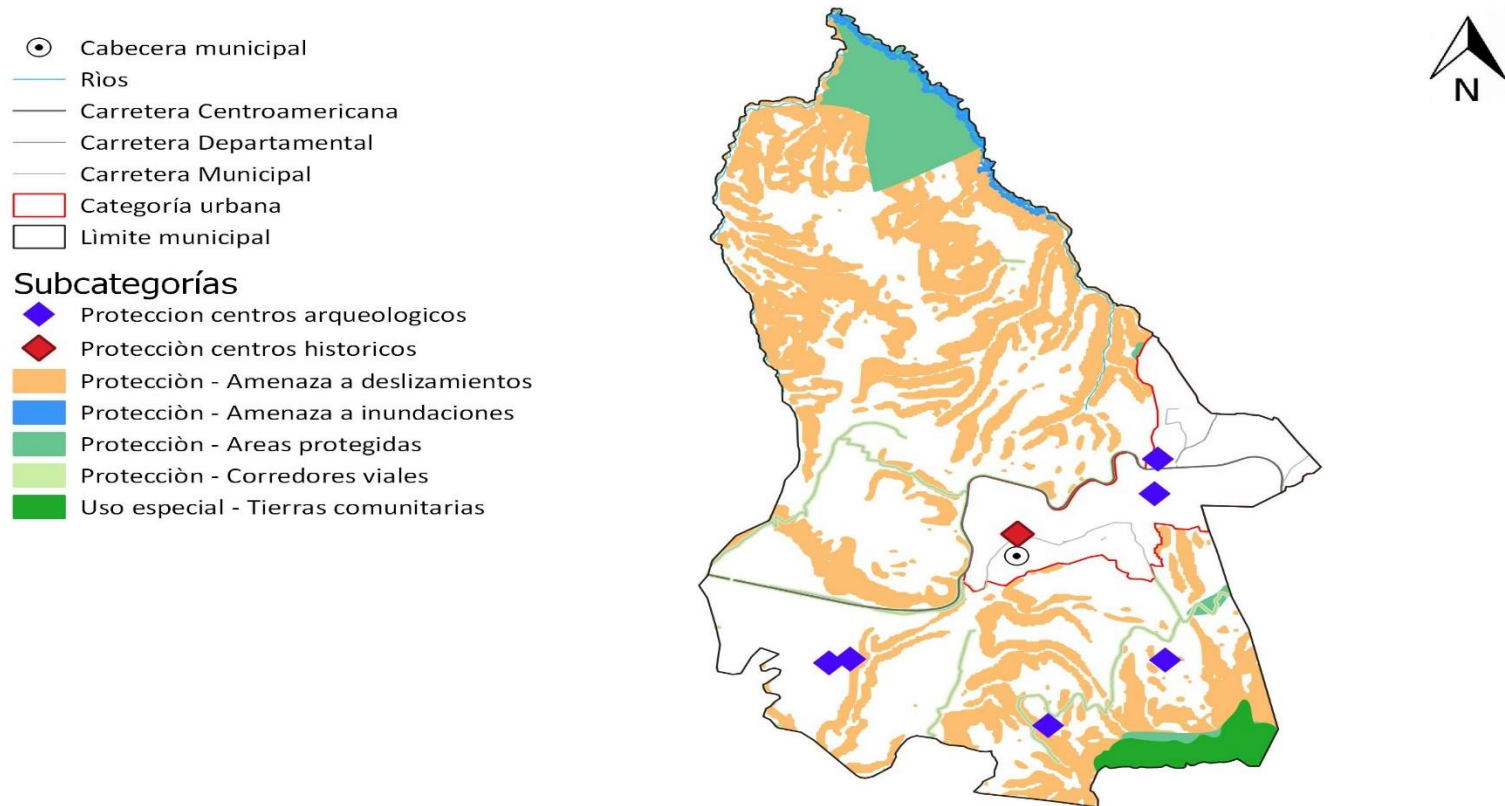 Cabecera municipal
Rìos
Carretera Centroamericana
Carretera Departamental
Carretera Municipal
Categoría urbana
Lìmite municipal
Subcategorías
Proteccion centros arqueologicos
Protecciòn centros historicos
Protecciòn - Amenaza a deslizamientos
Protecciòn - Amenaza a inundaciones
Protecciòn - Areas protegidas
Protecciòn - Corredores viales
Uso especial - Tierras comunitarias
N